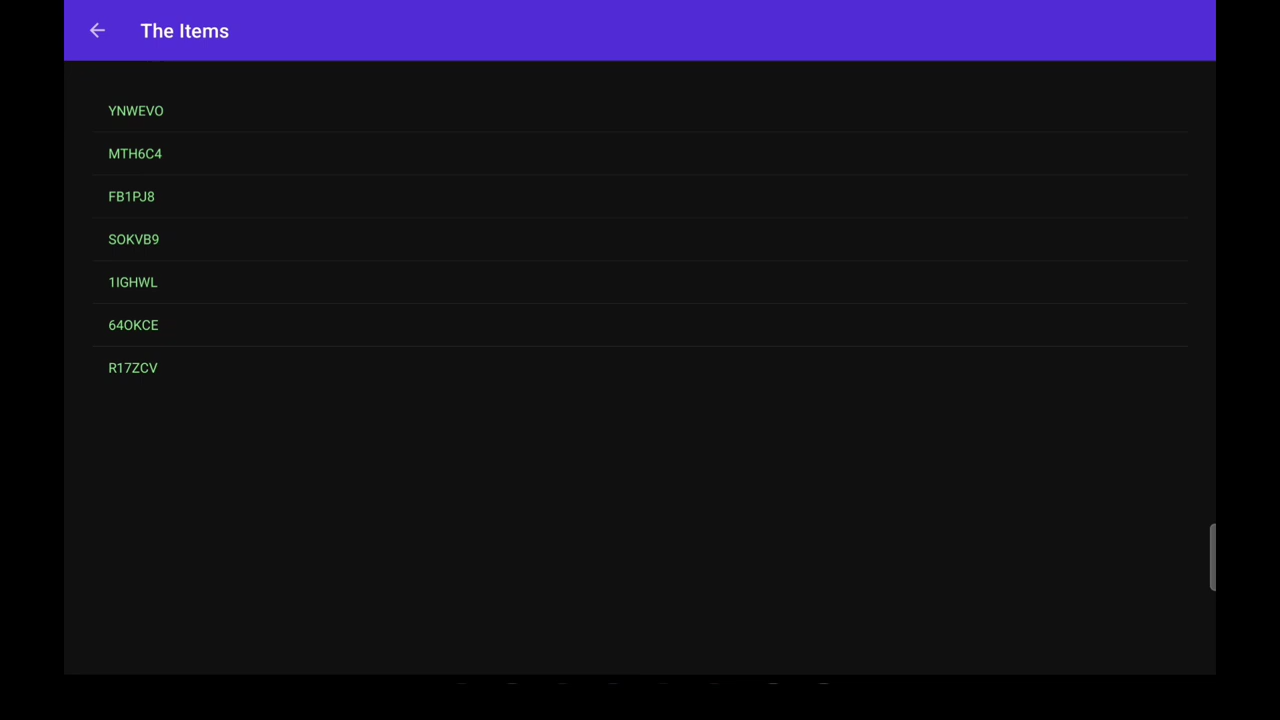 The Items
YNWEVO
MTH6C4
FB1PJ8
SOKVB9
1IGHWL
64OKCE
R17ZCV